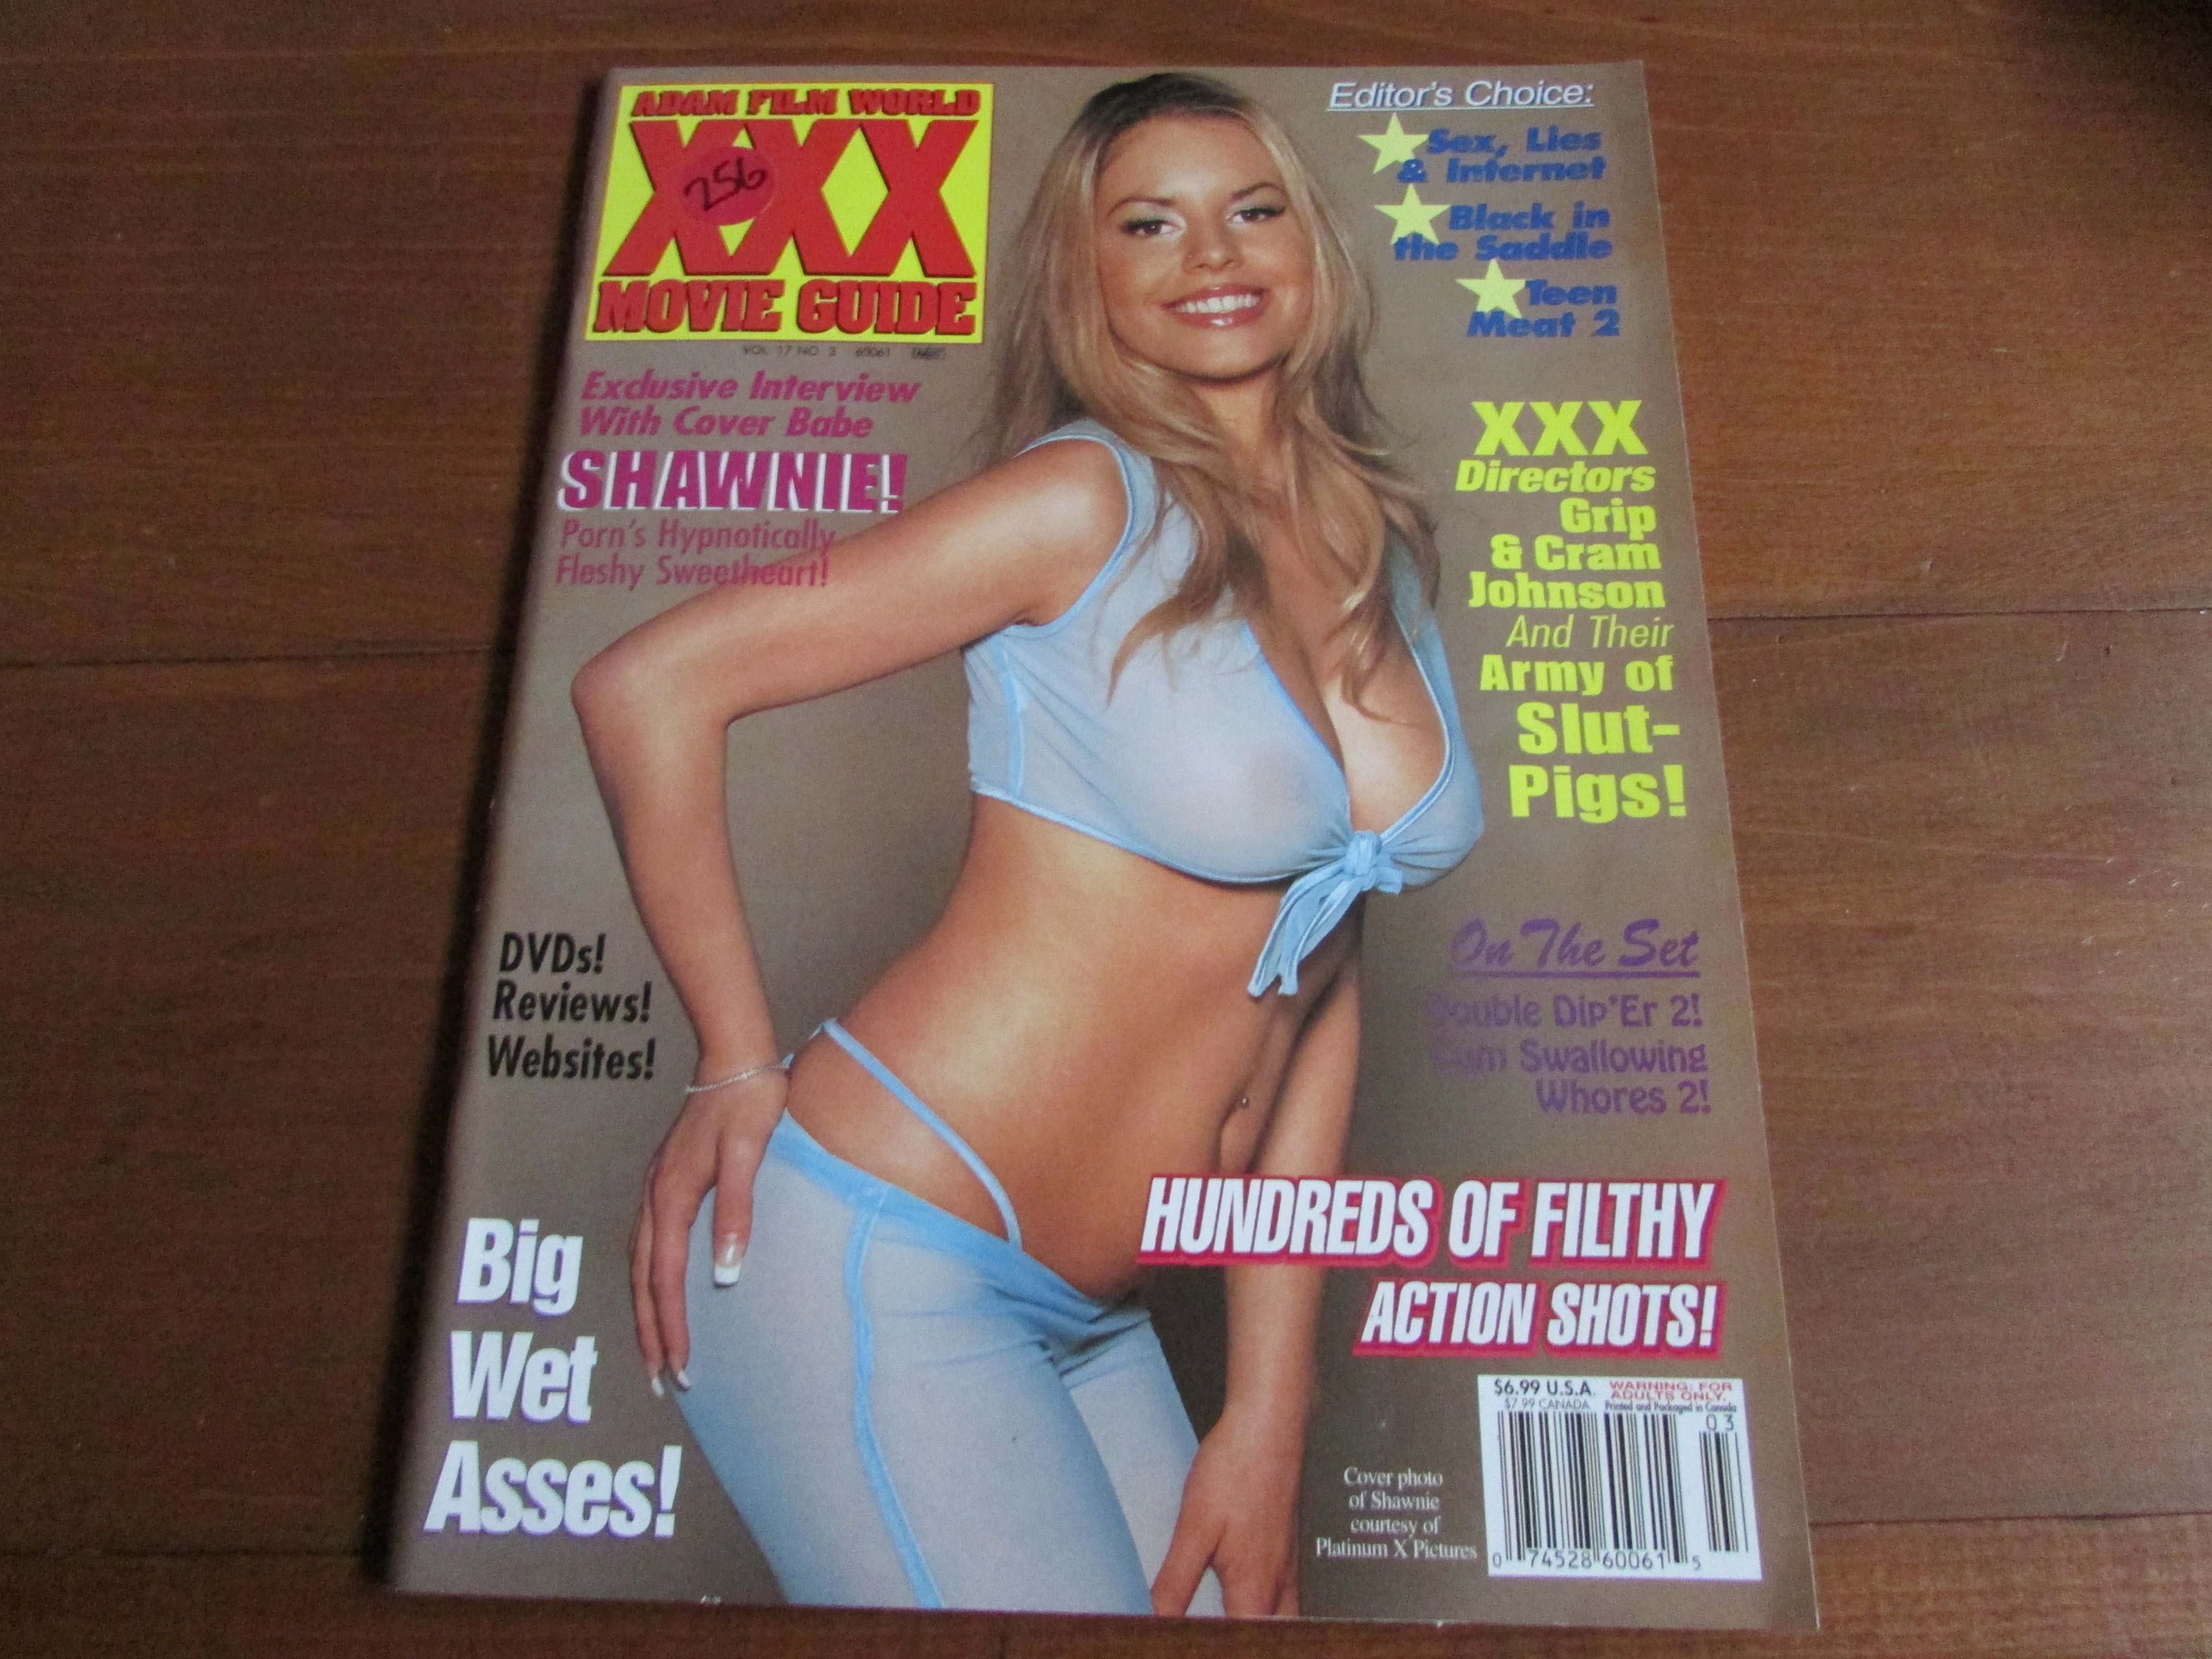 ADAM FILM WORLD
XXX
256
MOVIE GUIDE
VOL. 17 NO. 3 60061
Exclusive Interview
With Cover Babe
SHAWNIE!
Porn's Hypnotically
Fleshy Sweetheart!
DVDs!
Reviews!
Websites!
Big
Wet
Asses!
Editor's Choice:
Sex, Lies
& Internet
Black in
the Saddle
Teen
Meat 2
XXX
Directors
Grip
& Cram
Johnson
And Their
Army of
Slut-
Pigs!
On The Set
Double Dip'Er 2!
Cum Swallowing
Whores 2!
HUNDREDS OF FILTHY
ACTION SHOTS!
$6.99 U.S.A.
$7.99 CANADA
WARNING: FOR
ADULTS ONLY.
Printed and Packaged in Canada
03
0 74528 60061 5
Cover photo
of Shawnie
courtesy of
Platinum X Pictures